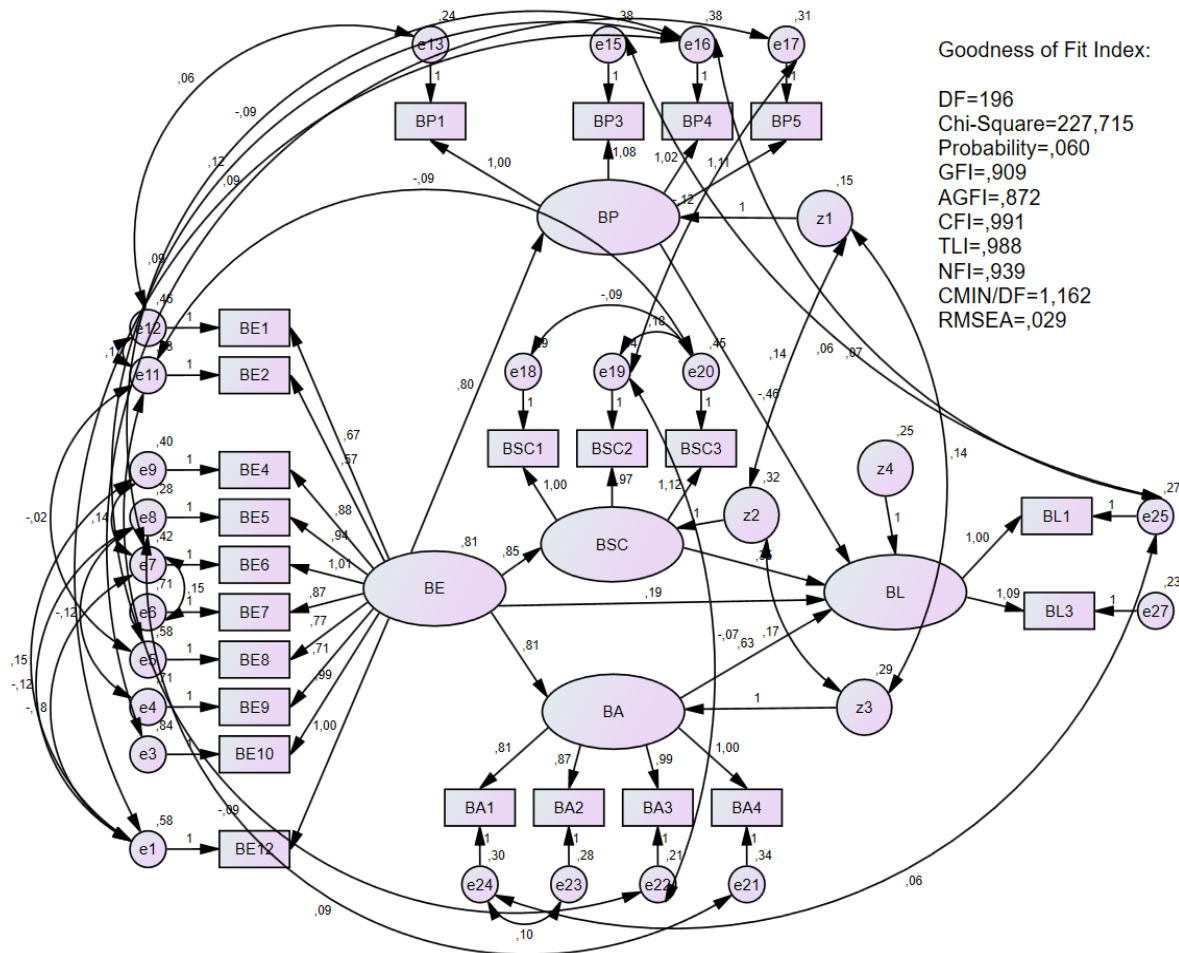 ,24
,38
,38
,31
e13
e15
e16
e17
Goodness of Fit Index:
DF=196
Chi-Square=227,715
Probability=,060
GFI=,909
AGFI=,872
CFI=,991
TLI=,988
NFI=,939
CMIN/DF=1,162
RMSEA=,029
,06
-,09
,12
,09
,09
1
1
1
1
BP1
BP3
BP4
BP5
1,00
1,08
1,02
1,11
-,09
-,12
BP
1
z1
,15
,46
e12
1
BE1
e11
1
BE2
-,09
,18
,45
e18
e19
e20
1
1
1
BSC1
BSC2
BSC3
1,00
,97
1,12
,14
,06
,07
-,46
,80
,67
,57
,40
e9
1
BE4
,28
e8
1
BE5
,42
e7
1
BE6
,71
e6
1
BE7
,15
,58
e5
1
BE8
,71
e4
1
BE9
,84
e3
1
BE10
,58
e1
1
BE12
-,02
,14
-,12
,15
-,12
,88
,94
1,01
,87
,77
,71
,99
1,00
BE
,81
,85
BSC
1
z2
,32
,25
z4
1
,14
BL
,19
1,00
1,09
BL1
1
e25
,27
BL3
1
e27
,23
,81
-,07
,63
,17
BA
1
z3
,29
,81
,87
,99
1,00
BA1
BA2
BA3
BA4
1
1
1
1
,30
,28
,21
,34
e24
e23
e22
e21
-,09
,09
,10
,06